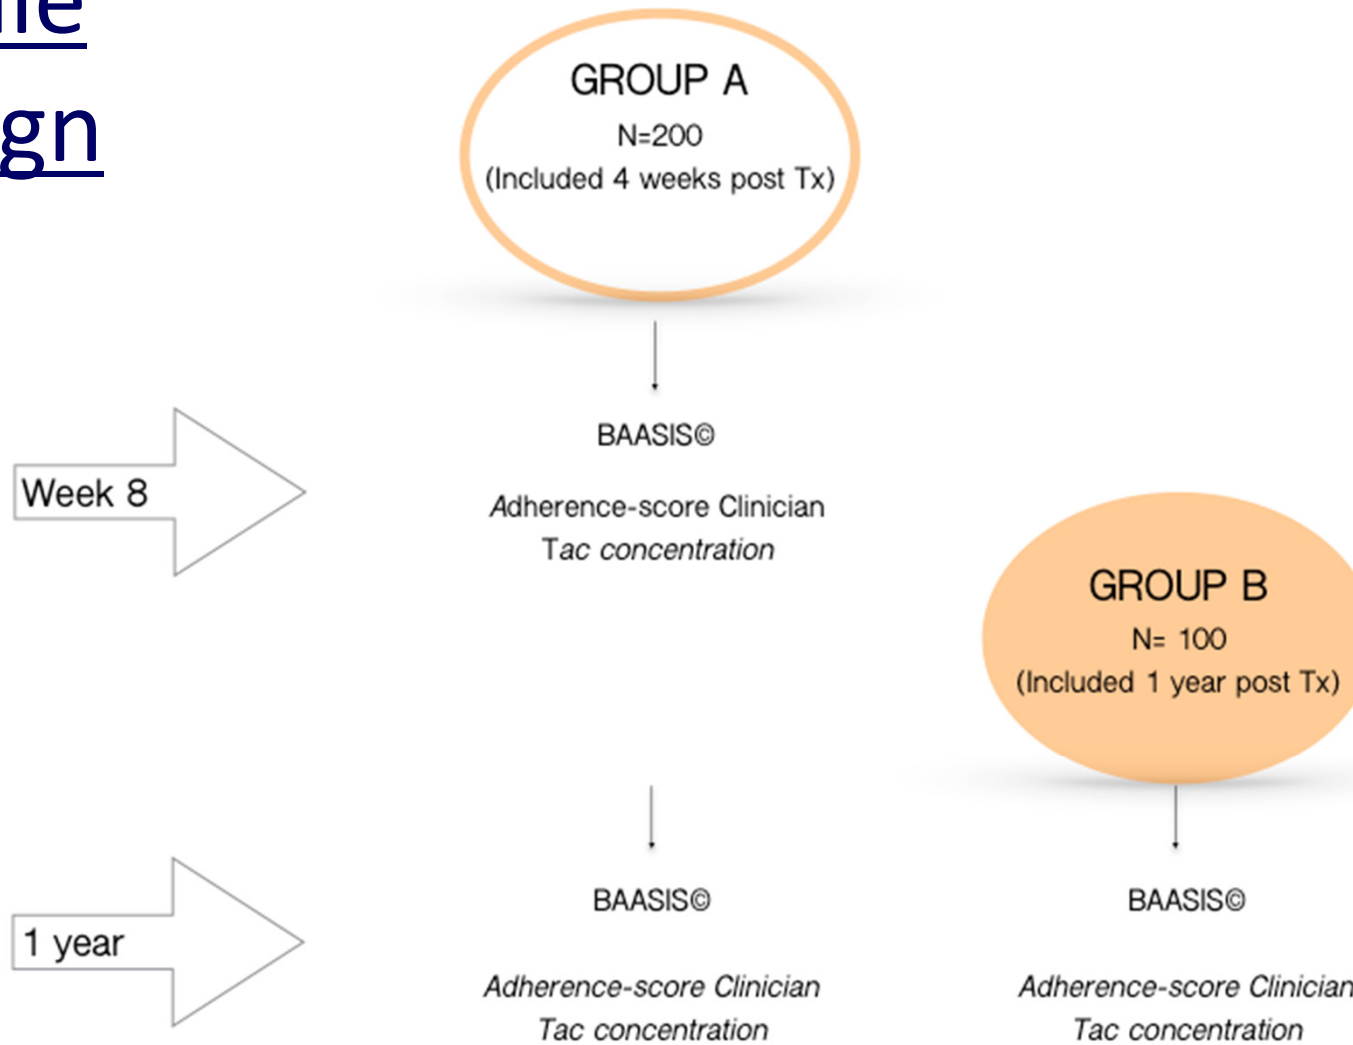 GROUP A
N=200
(Included 4 weeks post Tx)
BAASIS©
Week 8
Adherence-score Clinician
Tac concentration
GROUP B
N= 100
(Included 1 year post Tx)
BAASIS©
BAASIS©
1 year
Adherence-score Clinician
Tac concentration
Adherence-score Clinician
Tac concentration